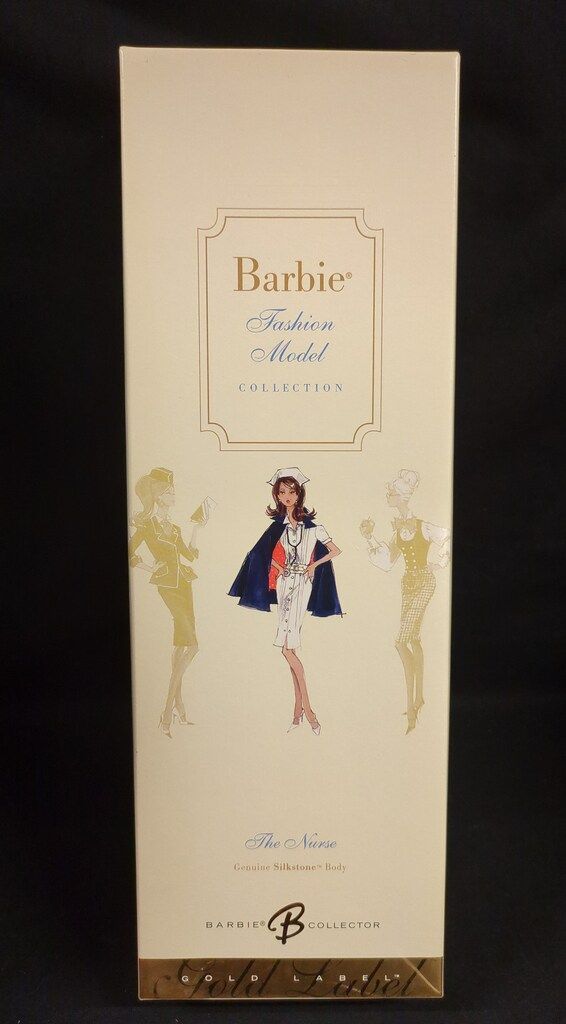 Barbie®
Fashion
Model
COLLECTION
The Nurse
Genuine Silkstone™ Body
BARBIE® B COLLECTOR
GOLD LABEL™
Gold Label